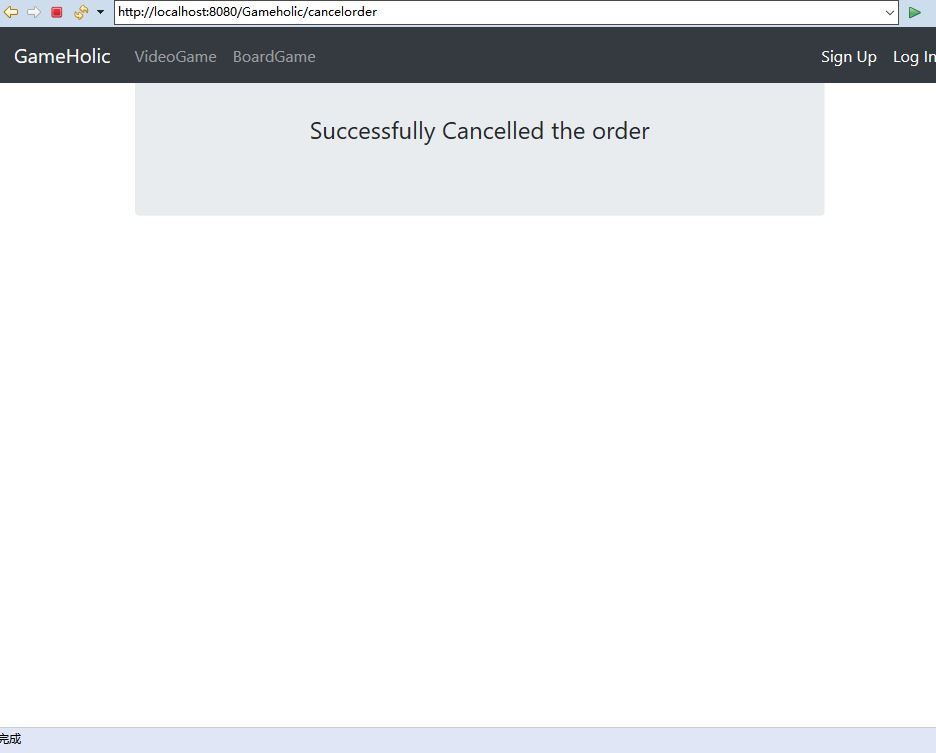 http://localhost:8080/Gameholic/cancelorder
GameHolic VideoGame BoardGame Sign Up Log In
Successfully Cancelled the order
完成